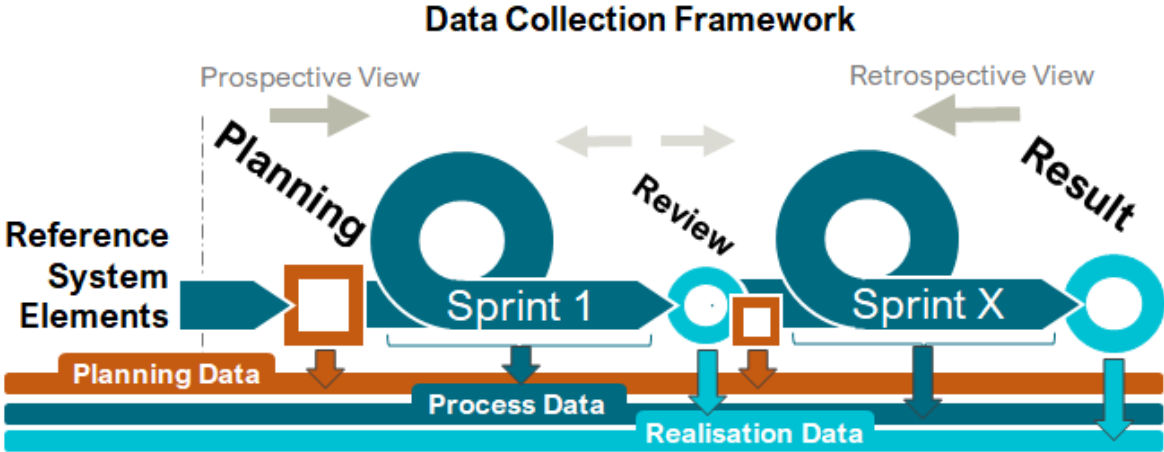 Data Collection Framework
Prospective View
Retrospective View
Planning
Review
Result
Reference
System
Elements
Sprint 1
Sprint X
Planning Data
Process Data
Realisation Data